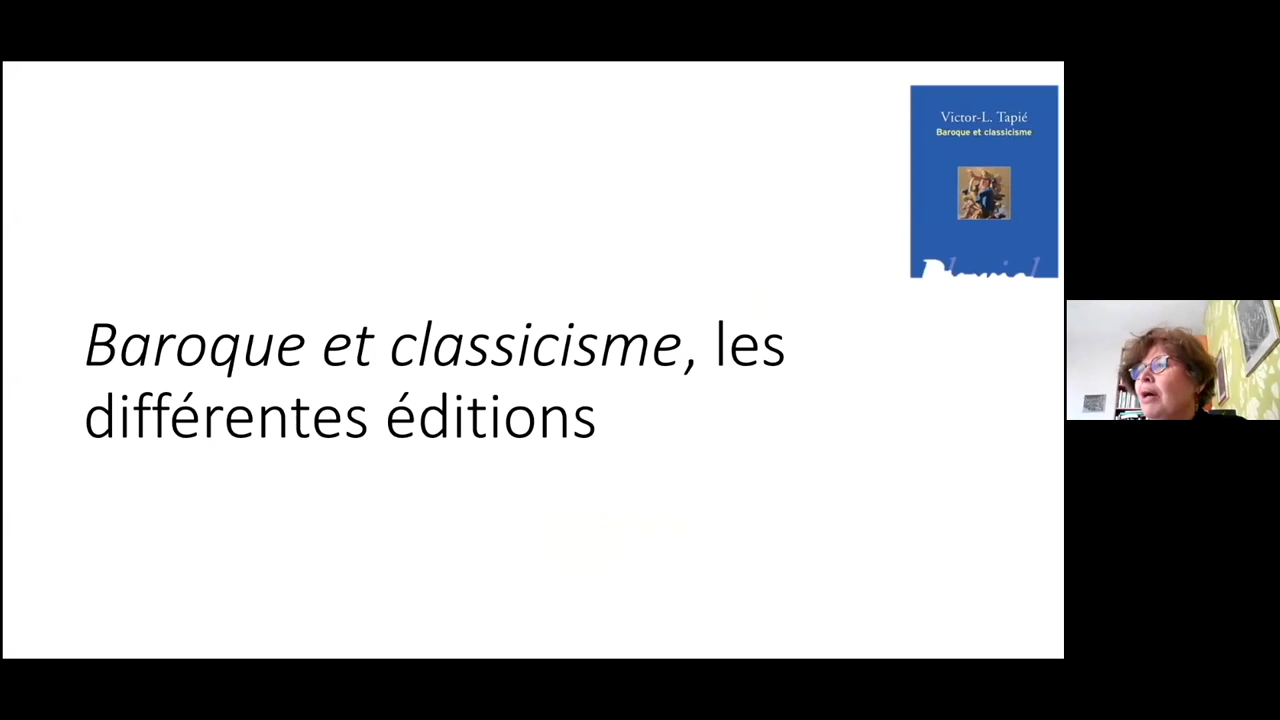 Victor-L. Tapié
Baroque et classicisme
Baroque et classicisme, les
différentes éditions